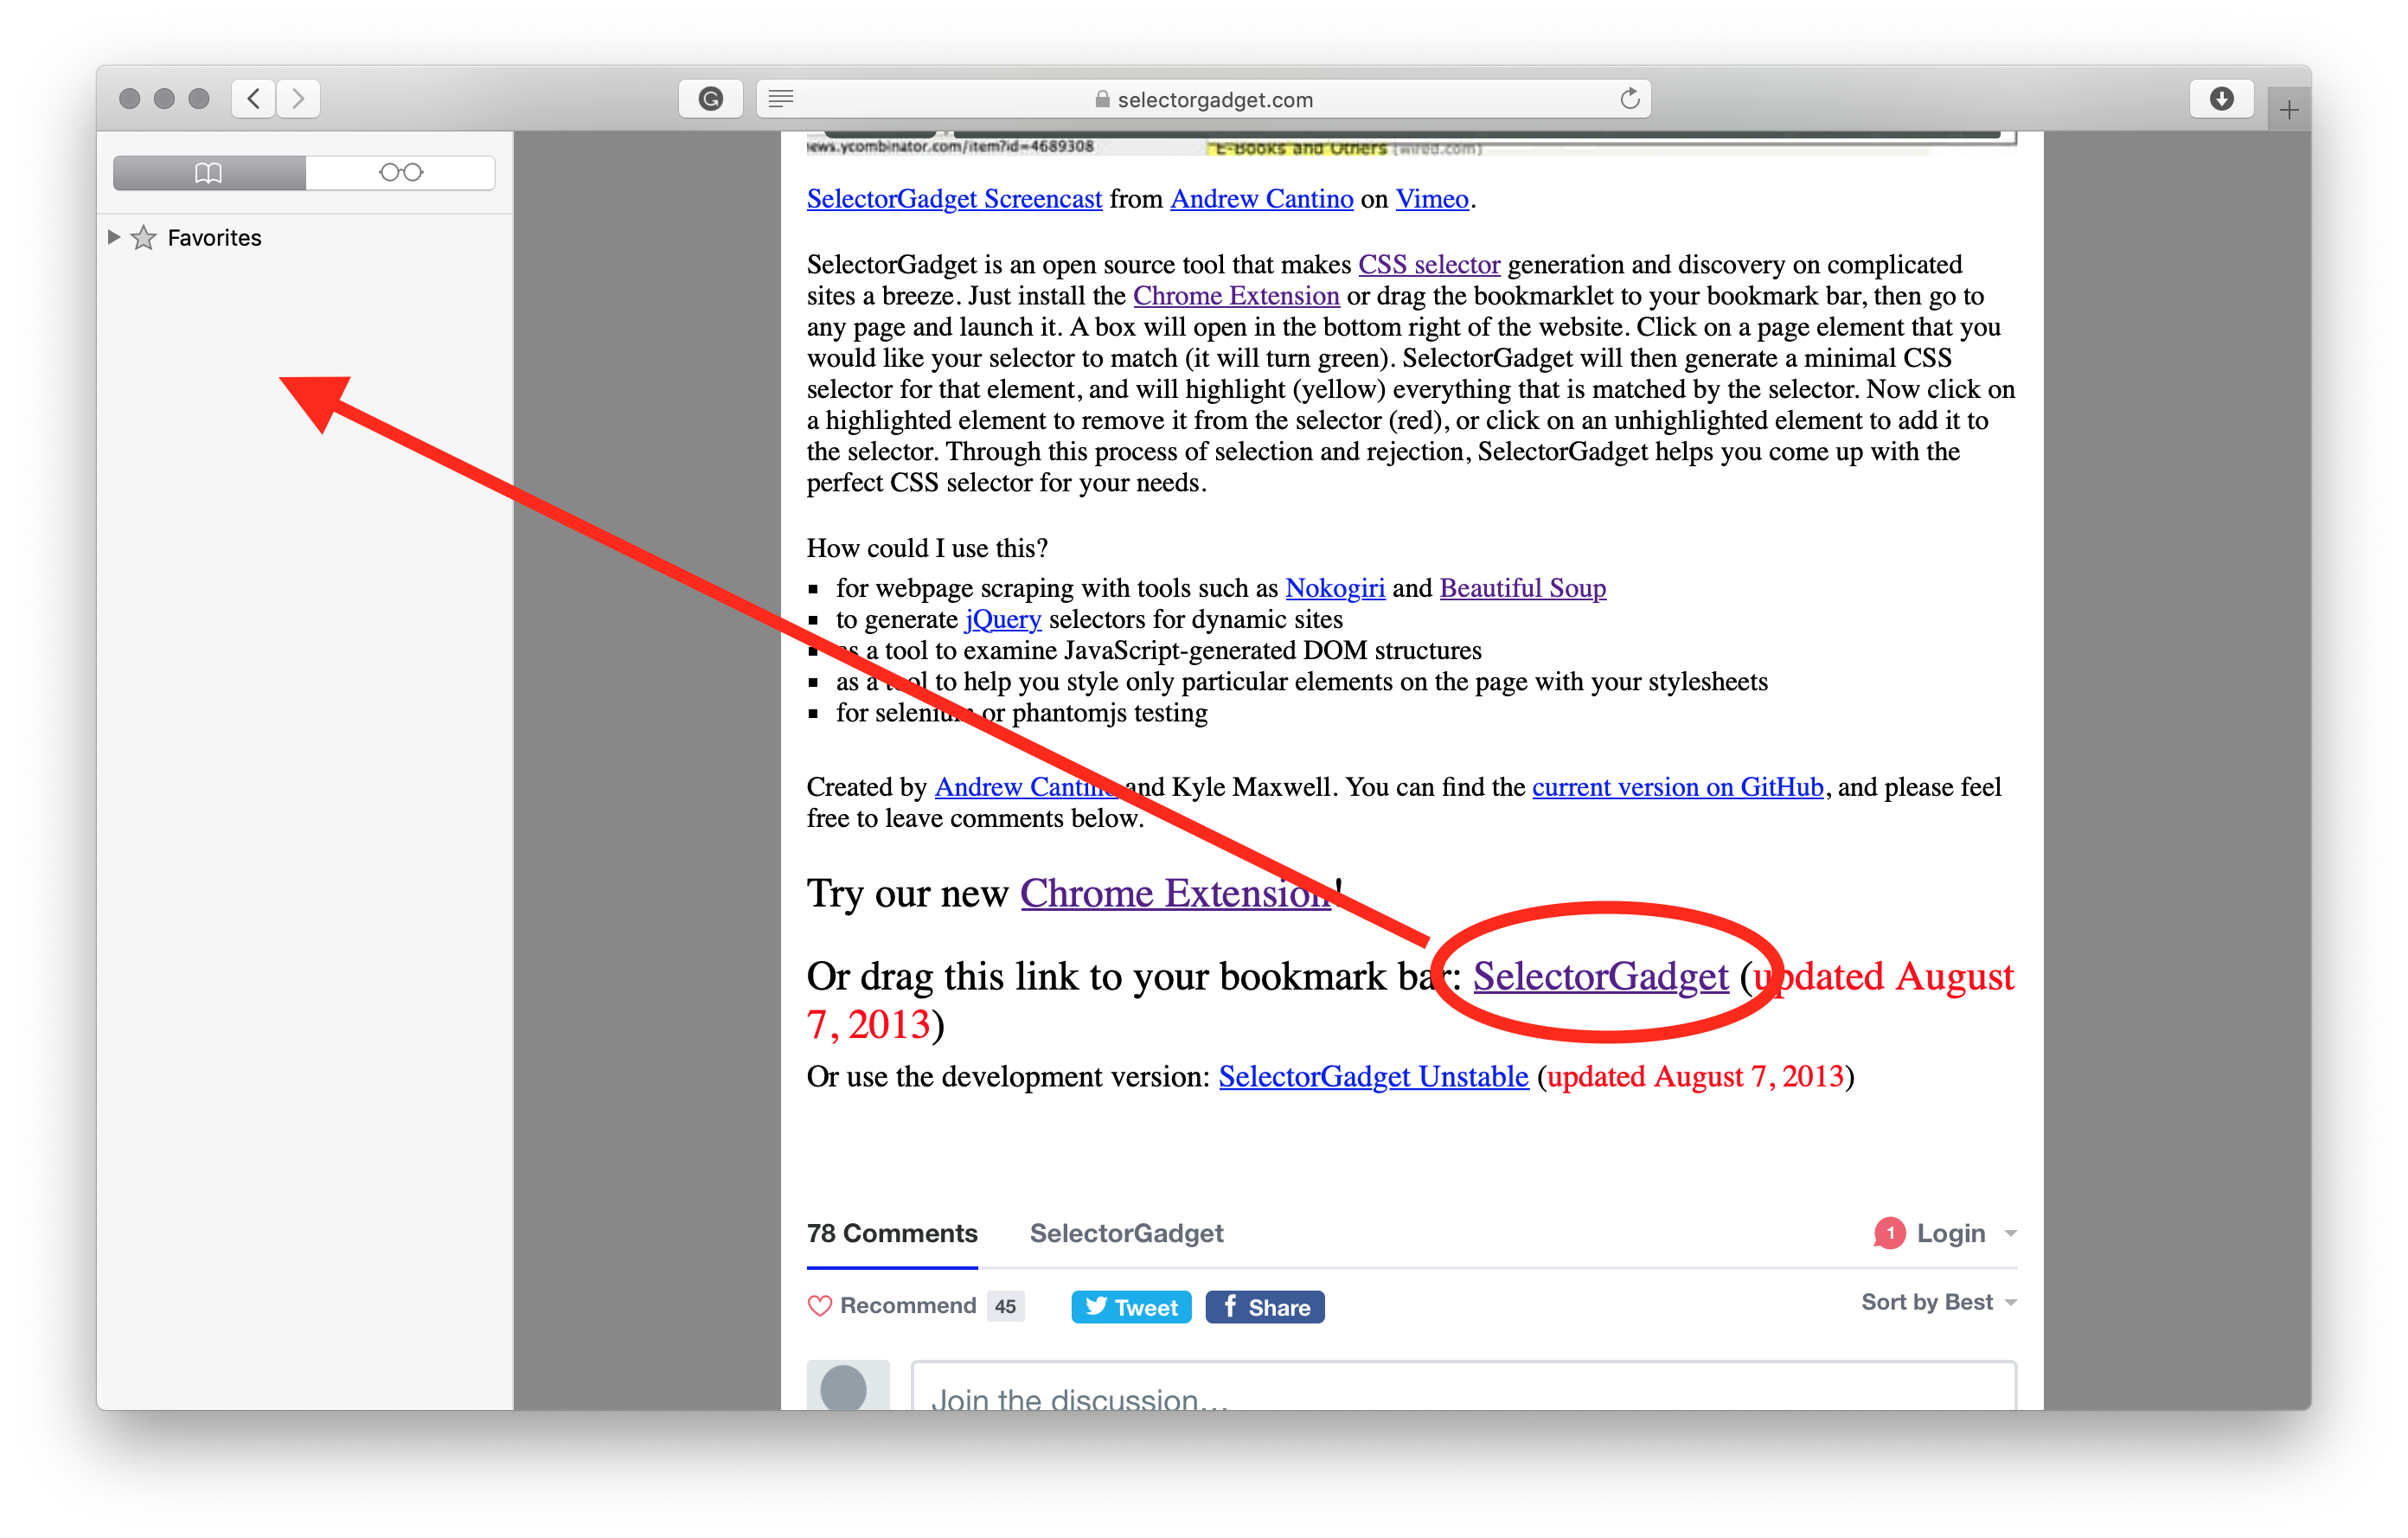 selectorgadget.com
news.ycombinator.com/item?id=4689308
E-Books and Others (wired.com)
Favorites
SelectorGadget Screencast from Andrew Cantino on Vimeo.
SelectorGadget is an open source tool that makes CSS selector generation and discovery on complicated
sites a breeze. Just install the Chrome Extension or drag the bookmarklet to your bookmark bar, then go to
any page and launch it. A box will open in the bottom right of the website. Click on a page element that you
would like your selector to match (it will turn green). SelectorGadget will then generate a minimal CSS
selector for that element, and will highlight (yellow) everything that is matched by the selector. Now click on
a highlighted element to remove it from the selector (red), or click on an unhighlighted element to add it to
the selector. Through this process of selection and rejection, SelectorGadget helps you come up with the
perfect CSS selector for your needs.
How could I use this?
for webpage scraping with tools such as Nokogiri and Beautiful Soup
to generate jQuery selectors for dynamic sites
as a tool to examine JavaScript-generated DOM structures
as a tool to help you style only particular elements on the page with your stylesheets
for selenium or phantomjs testing
Created by Andrew Cantino and Kyle Maxwell. You can find the current version on GitHub, and please feel
free to leave comments below.
Try our new Chrome Extension!
Or drag this link to your bookmark bar: SelectorGadget (updated August
7, 2013)
Or use the development version: SelectorGadget Unstable (updated August 7, 2013)
78 Comments SelectorGadget 1 Login
Recommend 45 Tweet f Share Sort by Best
Join the discussion...